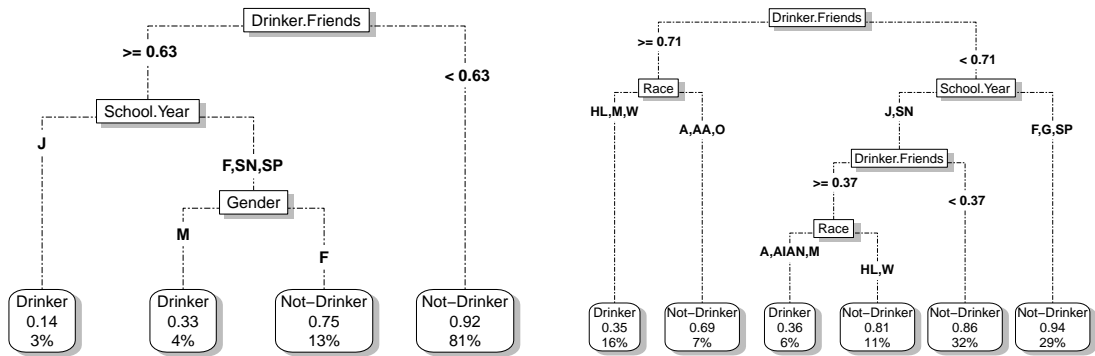 Drinker.Friends
>= 0.63
< 0.63
School.Year
J
F,SN,SP
Gender
M
F
Drinker
0.14
3%
Drinker
0.33
4%
Not−Drinker
0.75
13%
Not−Drinker
0.92
81%
Drinker.Friends
>= 0.71
< 0.71
Race
School.Year
HL,M,W
A,AA,O
J,SN
F,G,SP
Drinker.Friends
>= 0.37
< 0.37
Race
A,AIAN,M
HL,W
Drinker
0.35
16%
Not−Drinker
0.69
7%
Drinker
0.36
6%
Not−Drinker
0.81
11%
Not−Drinker
0.86
32%
Not−Drinker
0.94
29%